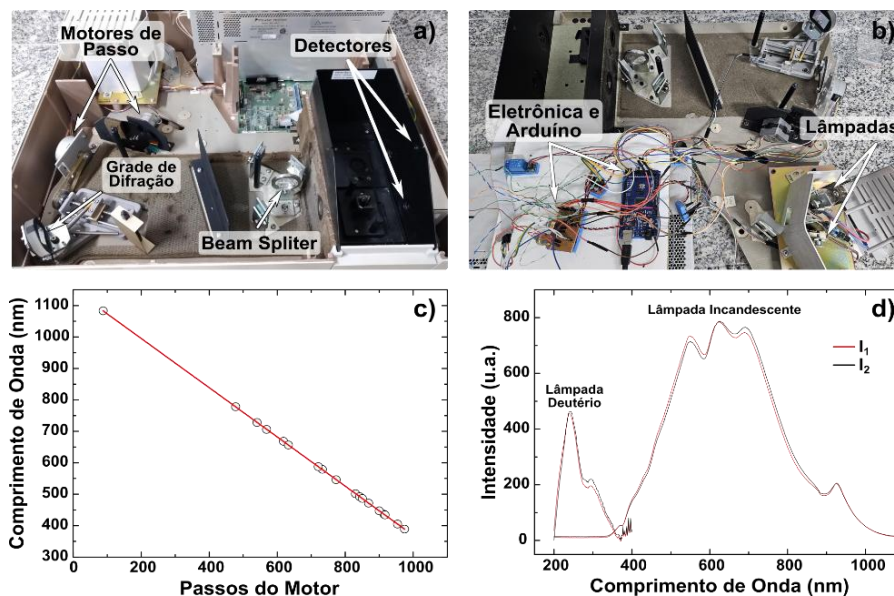 a)
Motores de
Passo
Detectores
Grade de
Difração
Beam Spliter
b)
Eletrônica e
Arduíno
Lâmpadas
c)
Comprimento de Onda (nm)
1100
1000
900
800
700
600
500
400
300
0 200 400 600 800 1000
Passos do Motor
d)
Intensidade (u.a.)
800
600
400
200
0
Lâmpada Incandescente
Lâmpada
Deutério
I₁
I₂
200 400 600 800 1000
Comprimento de Onda (nm)